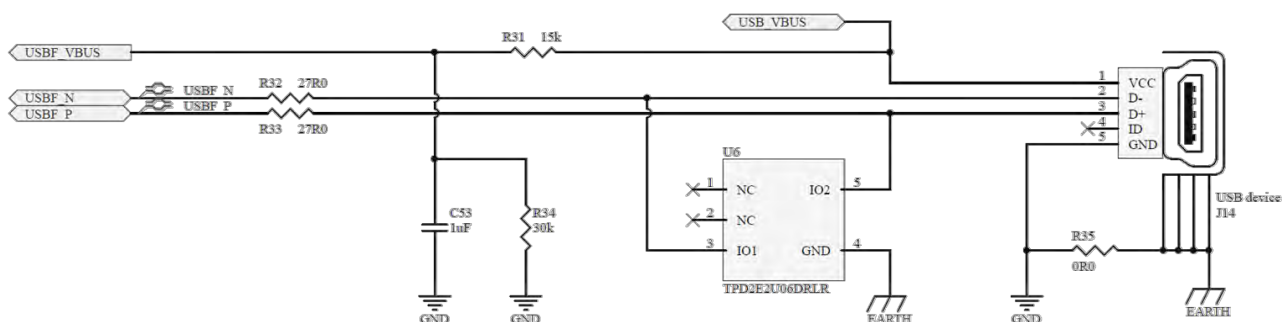 USB_VBUS
R31 15k
USBF_VBUS
R32 27R0
USBF_N
USBF_N
USBF_P
USBF_P
R33 27R0
1 VCC
2 D-
3 D+
4 ID
5 GND
U6
1 NC
IO2 5
2 NC
3 IO1
GND 4
TPD2E2U06DRLR
C53
1uF
R34
30k
USB device
J14
R35
0R0
GND
GND
EARTH
GND
EARTH